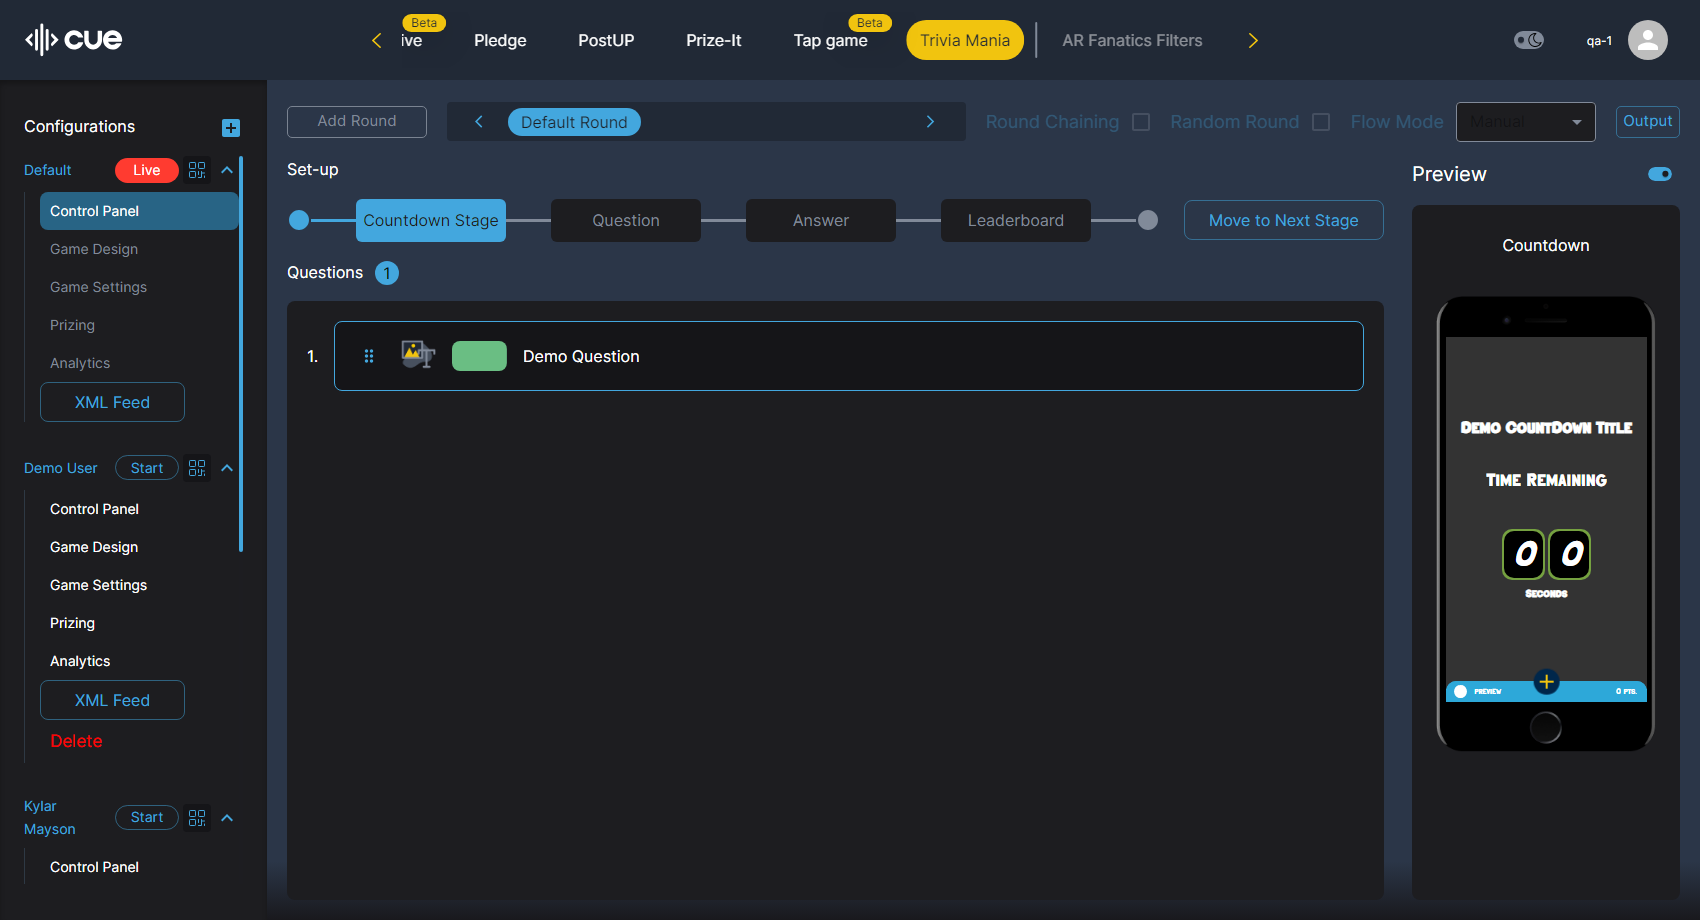 cue
ive
Beta
Pledge
PostUP
Prize-It
Tap game
Beta
Trivia Mania
AR Fanatics Filters
qa-1
Configurations
Default
Live
Control Panel
Game Design
Game Settings
Prizing
Analytics
XML Feed
Demo User
Start
Control Panel
Game Design
Game Settings
Prizing
Analytics
XML Feed
Delete
Kylar
Mayson
Start
Control Panel
Add Round
Default Round
Round Chaining
Random Round
Flow Mode
Manual
Output
Set-up
Countdown Stage
Question
Answer
Leaderboard
Move to Next Stage
Questions 1
1.
Demo Question
Preview
Countdown
Demo CountDown Title
Time Remaining
0 0
Seconds
PREVIEW
0 PTS.